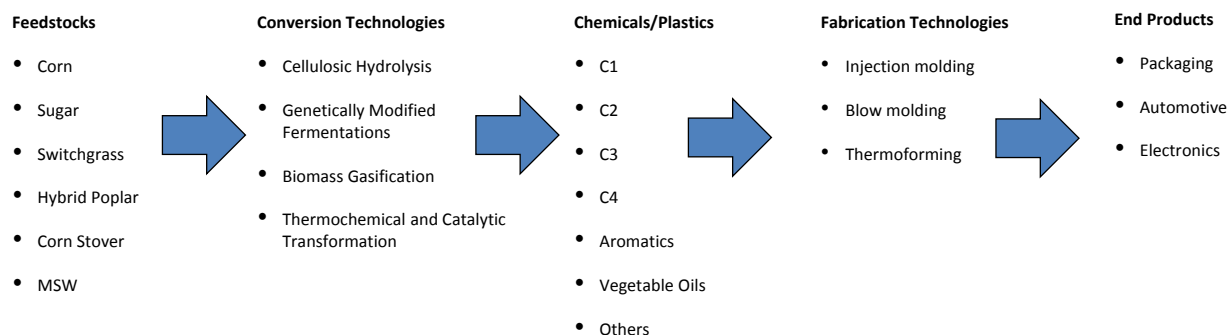 Feedstocks
• Corn
• Sugar
• Switchgrass
• Hybrid Poplar
• Corn Stover
• MSW
Conversion Technologies
• Cellulosic Hydrolysis
• Genetically Modified
Fermentations
• Biomass Gasification
• Thermochemical and Catalytic
Transformation
Chemicals/Plastics
• C1
• C2
• C3
• C4
• Aromatics
• Vegetable Oils
• Others
Fabrication Technologies
• Injection molding
• Blow molding
• Thermoforming
End Products
• Packaging
• Automotive
• Electronics